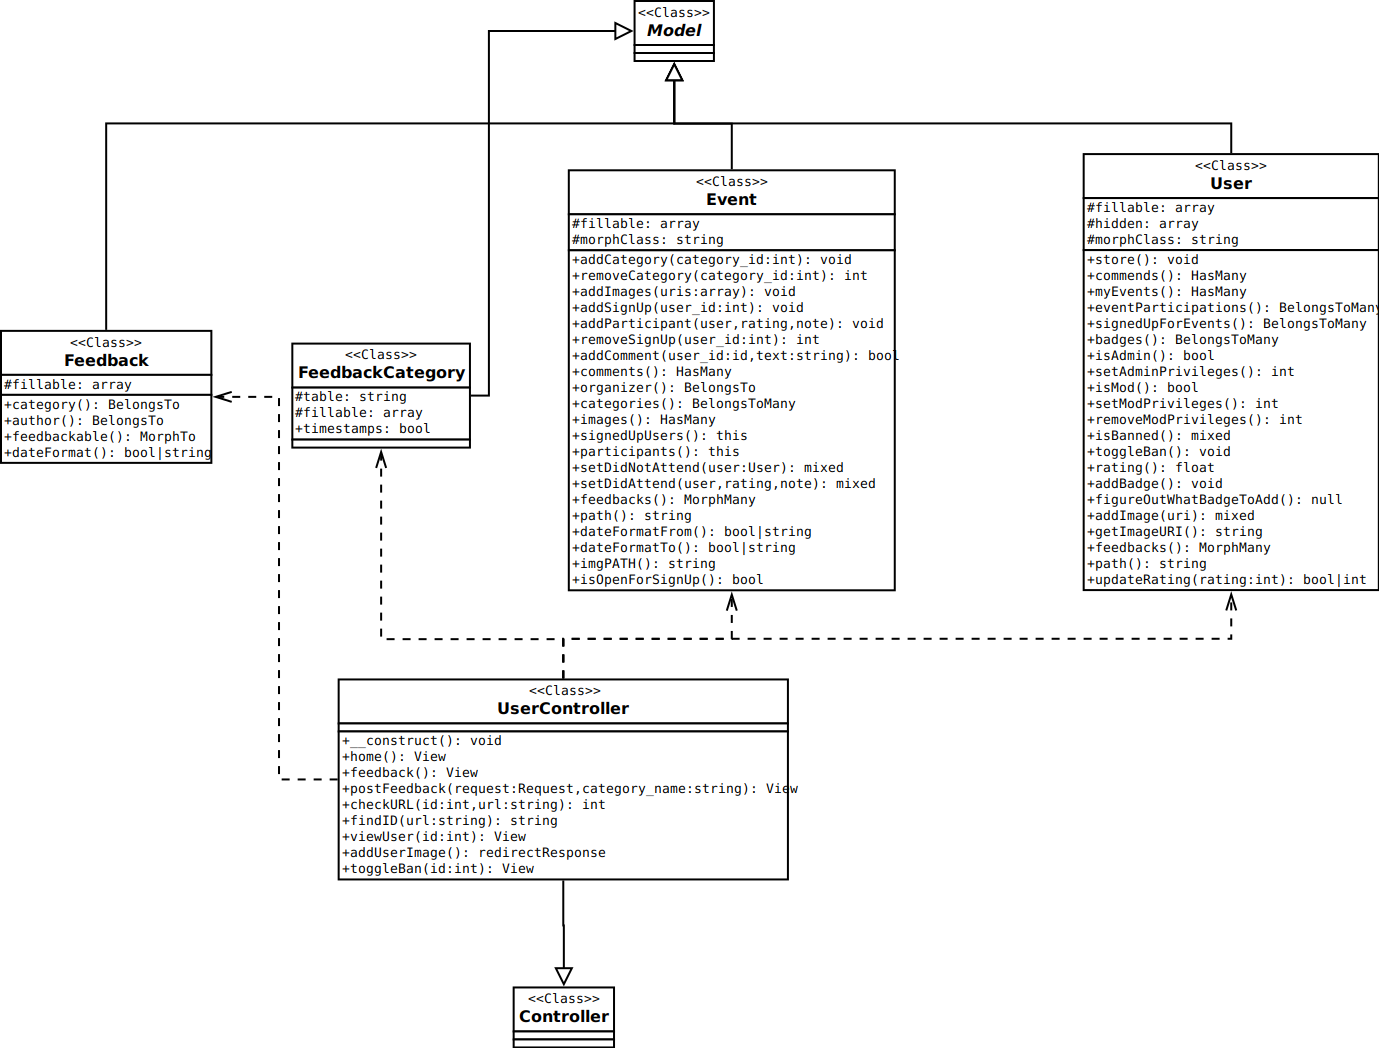 <<Class>>
Model
<<Class>>
Feedback
#fillable: array
+category(): BelongsTo
+author(): BelongsTo
+feedbackable(): MorphTo
+dateFormat(): bool|string
<<Class>>
FeedbackCategory
#table: string
#fillable: array
+timestamps: bool
<<Class>>
Event
#fillable: array
#morphClass: string
+addCategory(category_id:int): void
+removeCategory(category_id:int): int
+addImages(uris:array): void
+addSignUp(user_id:int): void
+addParticipant(user,rating,note): void
+removeSignUp(user_id:int): int
+addComment(user_id:id,text:string): bool
+comments(): HasMany
+organizer(): BelongsTo
+categories(): BelongsToMany
+images(): HasMany
+signedUpUsers(): this
+participants(): this
+setDidNotAttend(user:User): mixed
+setDidAttend(user,rating,note): mixed
+feedbacks(): MorphMany
+path(): string
+dateFormatFrom(): bool|string
+dateFormatTo(): bool|string
+imgPATH(): string
+isOpenForSignUp(): bool
<<Class>>
User
#fillable: array
#hidden: array
#morphClass: string
+store(): void
+commends(): HasMany
+myEvents(): HasMany
+eventParticipations(): BelongsToMany
+signedUpForEvents(): BelongsToMany
+badges(): BelongsToMany
+isAdmin(): bool
+setAdminPrivileges(): int
+isMod(): bool
+setModPrivileges(): int
+removeModPrivileges(): int
+isBanned(): mixed
+toggleBan(): void
+rating(): float
+addBadge(): void
+figureOutWhatBadgeToAdd(): null
+addImage(uri): mixed
+getImageURI(): string
+feedbacks(): MorphMany
+path(): string
+updateRating(rating:int): bool|int
<<Class>>
UserController
+__construct(): void
+home(): View
+feedback(): View
+postFeedback(request:Request,category_name:string): View
+checkURL(id:int,url:string): int
+findID(url:string): string
+viewUser(id:int): View
+addUserImage(): redirectResponse
+toggleBan(id:int): View
<<Class>>
Controller